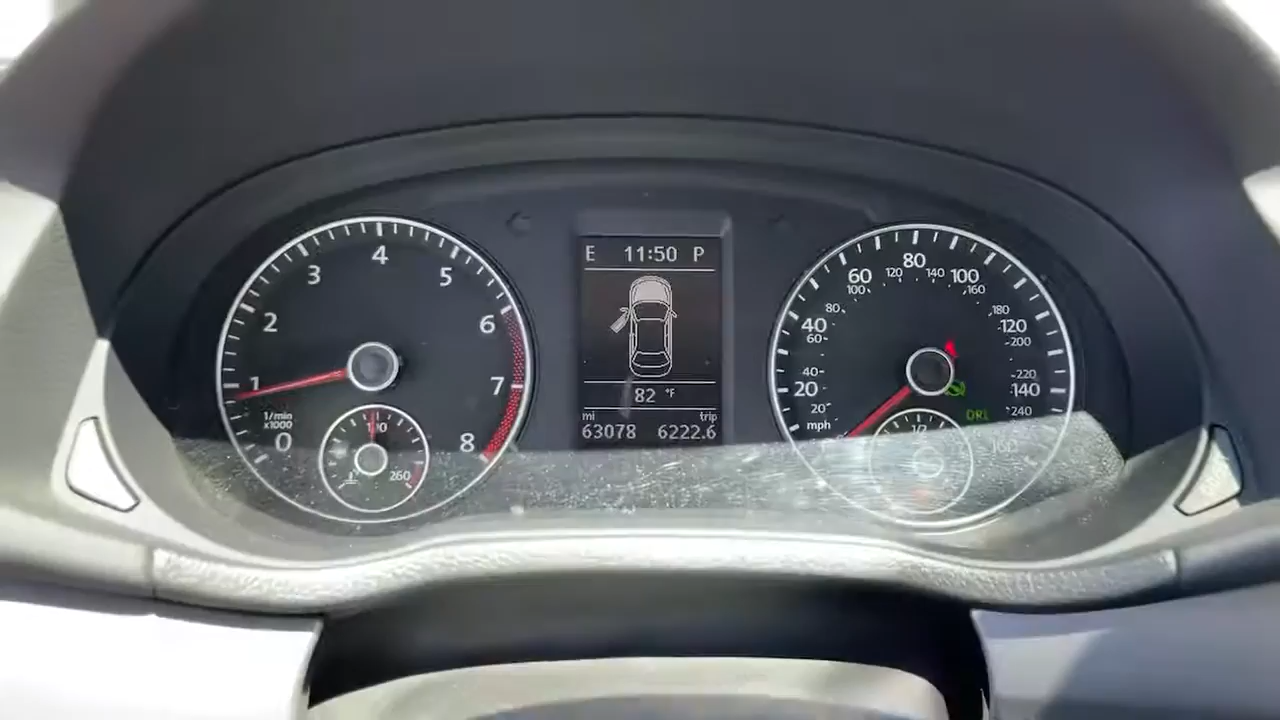 E 11:50 P
82 °F
mi trip
63078 6222.6
0 1 2 3 4 5 6 7 8
1/min
x1000
260
20 40 60 80 100 120 140 160
mph
20 40 60 80 100 120 140 160 180 200 220 240
DRL
1/2